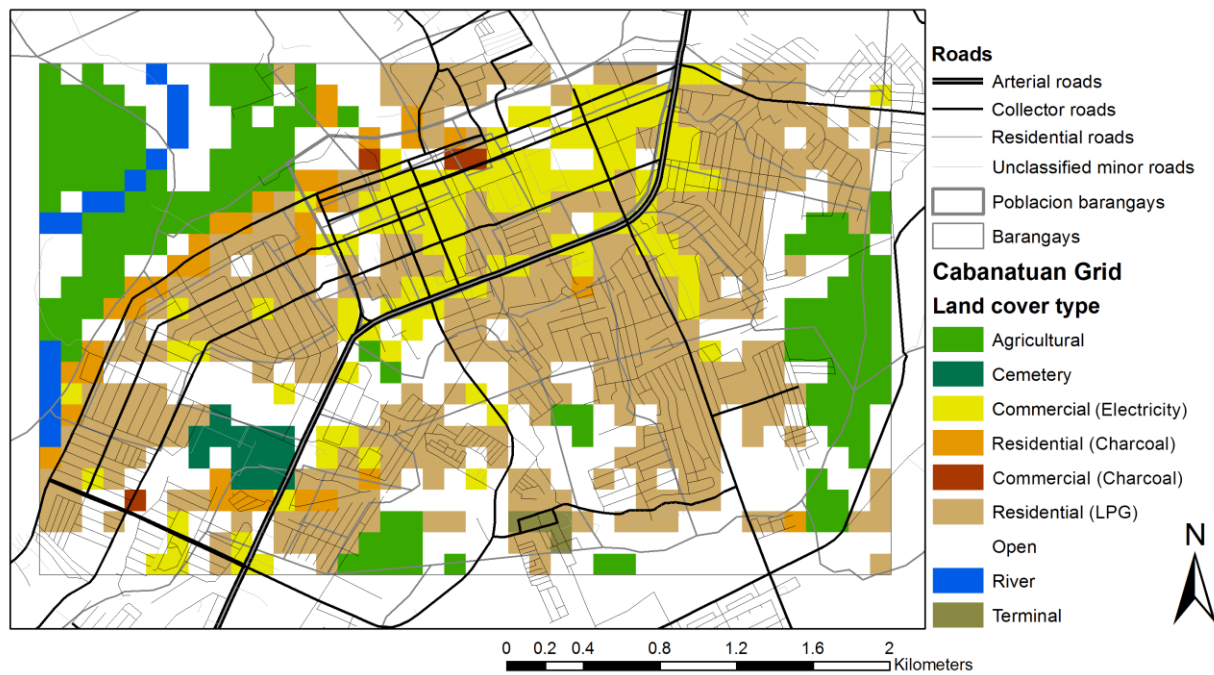 Roads
Arterial roads
Collector roads
Residential roads
Unclassified minor roads
Poblacion barangays
Barangays
Cabanatuan Grid
Land cover type
Agricultural
Cemetery
Commercial (Electricity)
Residential (Charcoal)
Commercial (Charcoal)
Residential (LPG)
Open
River
Terminal
N
0 0.2 0.4 0.8 1.2 1.6 2
Kilometers